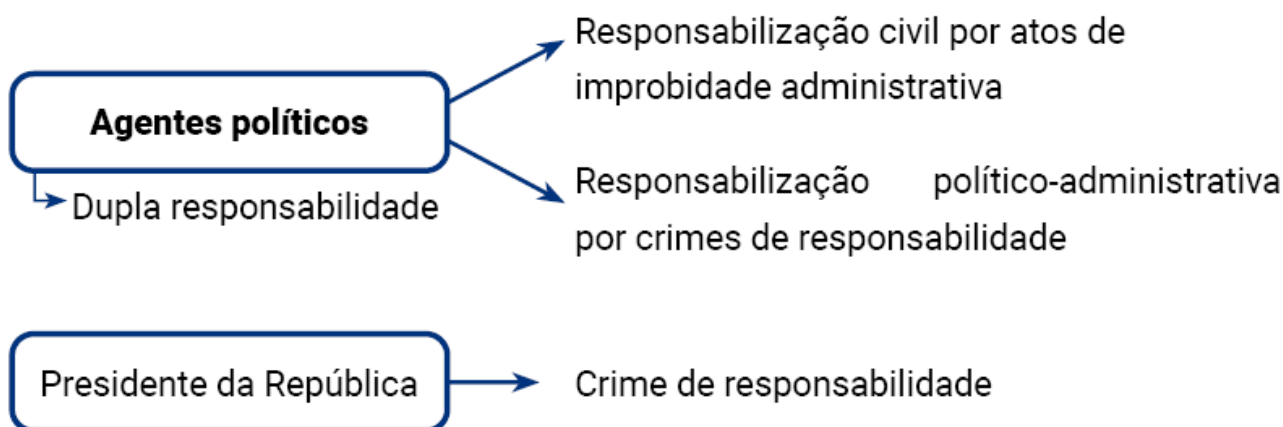 Responsabilização civil por atos de
improbidade administrativa
Agentes políticos
Dupla responsabilidade
Responsabilização político-administrativa
por crimes de responsabilidade
Presidente da República
Crime de responsabilidade